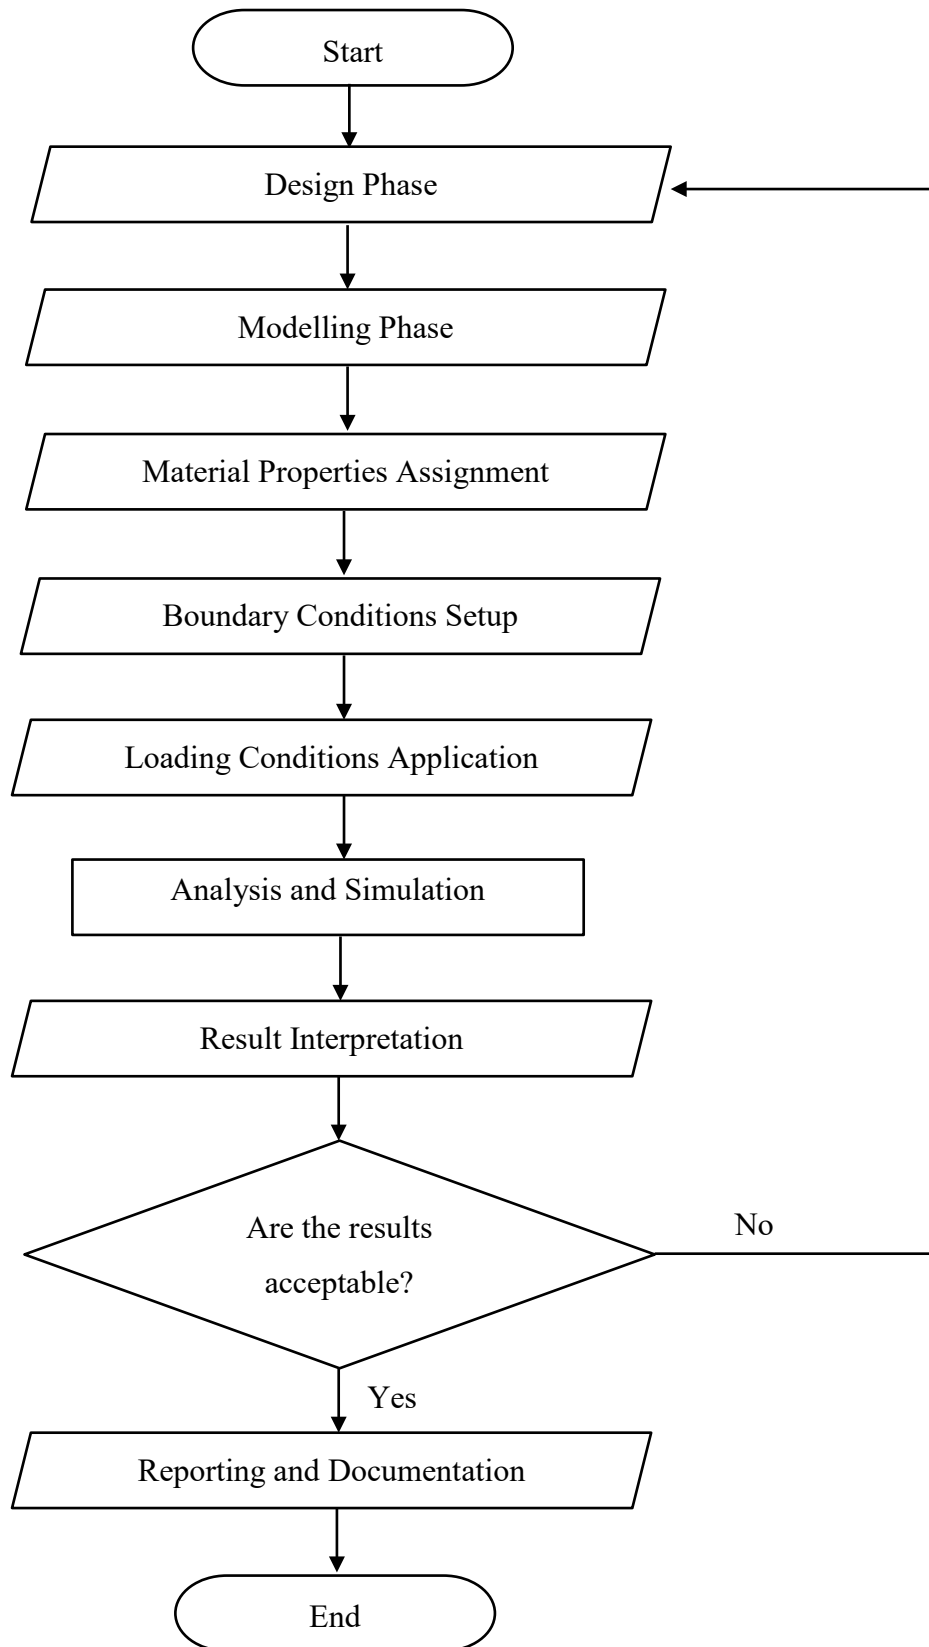 Start
Design Phase
Modelling Phase
Material Properties Assignment
Boundary Conditions Setup
Loading Conditions Application
Analysis and Simulation
Result Interpretation
Are the results
acceptable?
No
Yes
Reporting and Documentation
End